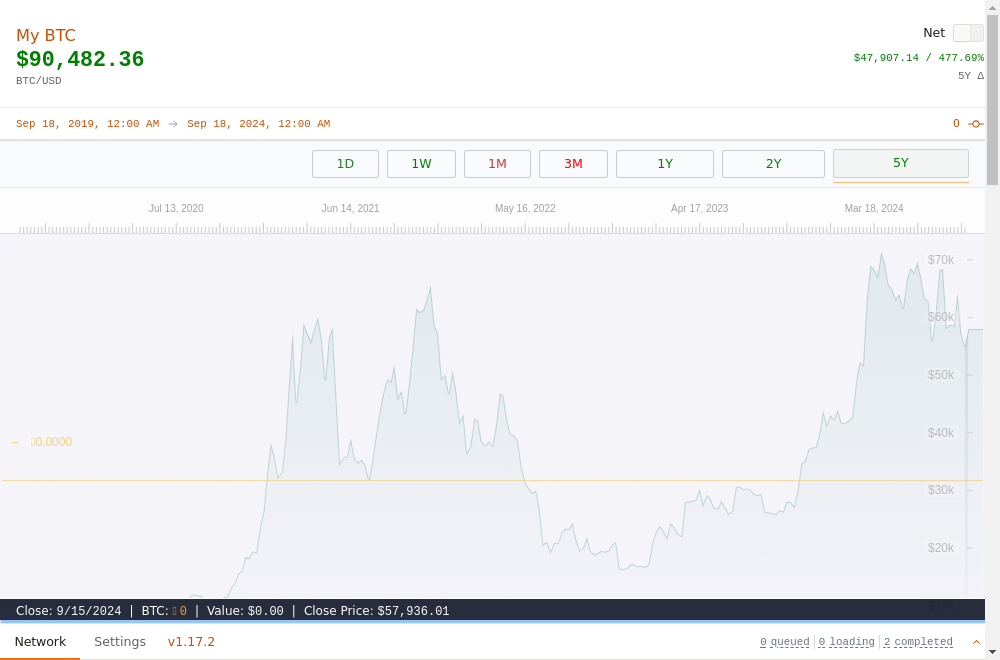 My BTC
Net
$90,482.36
$47,907.14 / 477.69%
BTC/USD
5Y Δ
Sep 18, 2019, 12:00 AM → Sep 18, 2024, 12:00 AM
0
1D 1W 1M 3M 1Y 2Y 5Y
Jul 13, 2020 Jun 14, 2021 May 16, 2022 Apr 17, 2023 Mar 18, 2024
$70k
$60k
$50k
$40k
0.0000
$30k
$20k
Close: 9/15/2024 | BTC: 0 | Value: $0.00 | Close Price: $57,936.01
Network Settings v1.17.2
0 queued 0 loading 2 completed